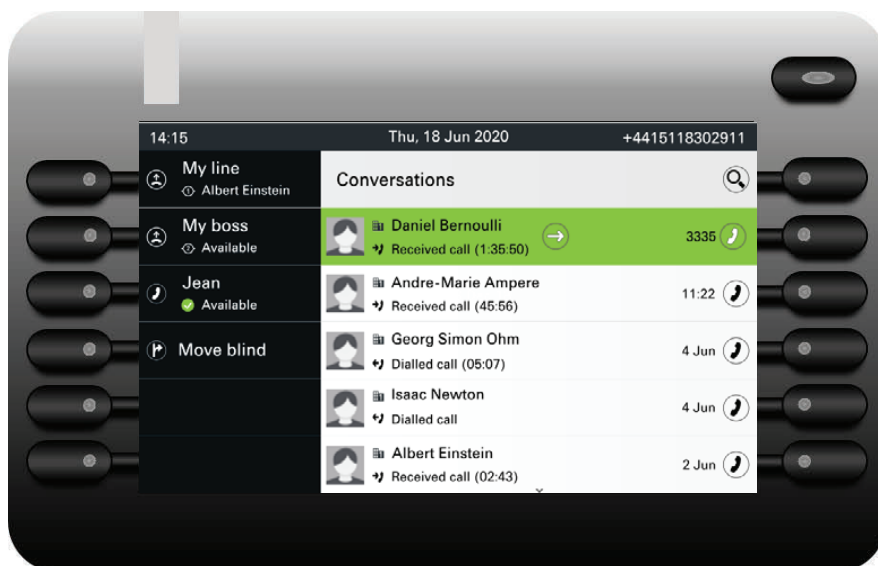 14:15 Thu, 18 Jun 2020 +4415118302911
My line
Albert Einstein
My boss
Available
Jean
Available
Move blind
Conversations
Daniel Bernoulli
Received call (1:35:50)
3335
Andre-Marie Ampere
Received call (45:56)
11:22
Georg Simon Ohm
Dialled call (05:07)
4 Jun
Isaac Newton
Dialled call
4 Jun
Albert Einstein
Received call (02:43)
2 Jun